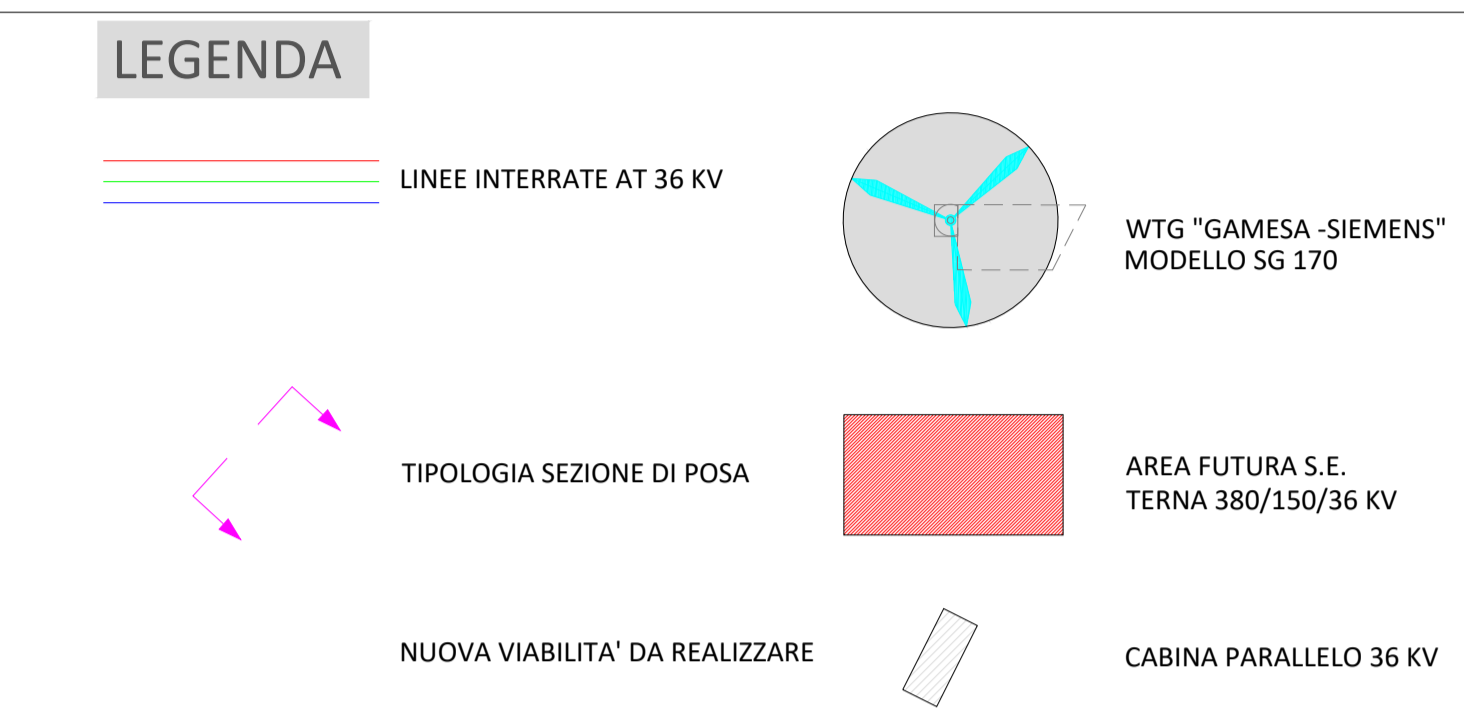 LEGENDA
LINEE INTERRATE AT 36 KV
WTG "GAMESA -SIEMENS"
MODELLO SG 170
TIPOLOGIA SEZIONE DI POSA
AREA FUTURA S.E.
TERNA 380/150/36 KV
NUOVA VIABILITA' DA REALIZZARE
CABINA PARALLELO 36 KV